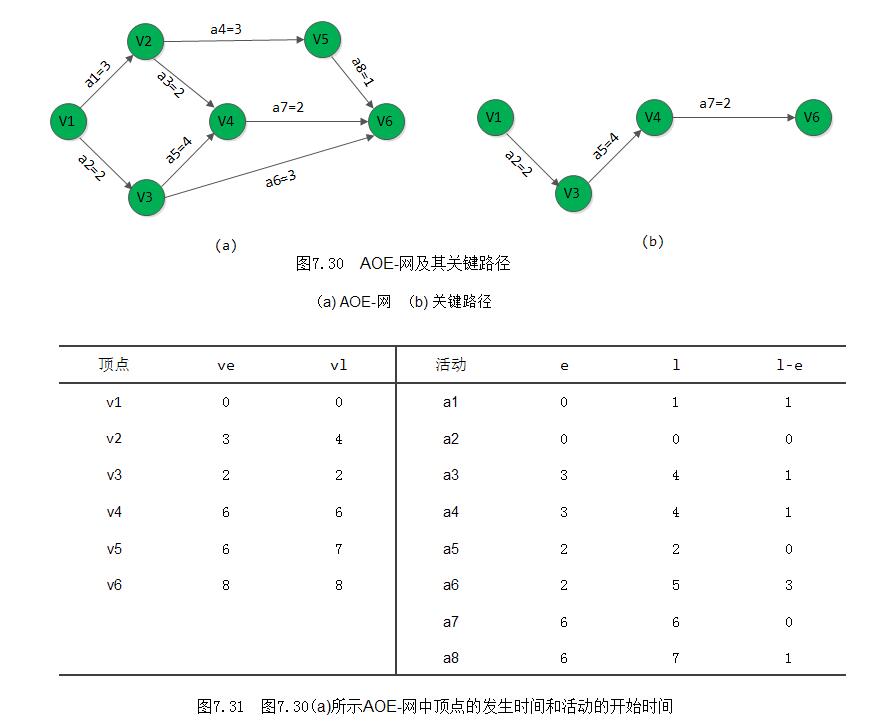 V2
a4=3
V5
a1=3
a3=2
a8=1
V1
V4
a7=2
V6
a2=2
a5=4
a6=3
V3
(a)
V1
V4
a7=2
V6
a2=2
a5=4
V3
(b)
图7.30 AOE-网及其关键路径
(a) AOE-网 (b) 关键路径
顶点 ve vl 活动 e l l-e
v1 0 0 a1 0 1 1
v2 3 4 a2 0 0 0
v3 2 2 a3 3 4 1
v4 6 6 a4 3 4 1
v5 6 7 a5 2 2 0
v6 8 8 a6 2 5 3
a7 6 6 0
a8 6 7 1
图7.31 图7.30(a)所示AOE-网中顶点的发生时间和活动的开始时间